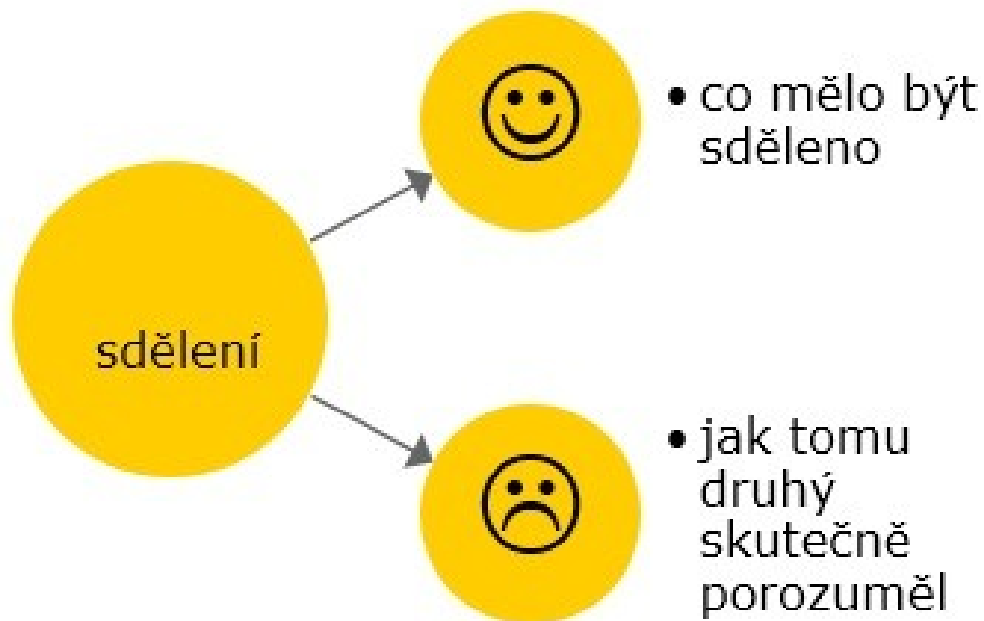 • co mělo být
sděleno
sdělení
• jak tomu
druhý
skutečně
porozuměl